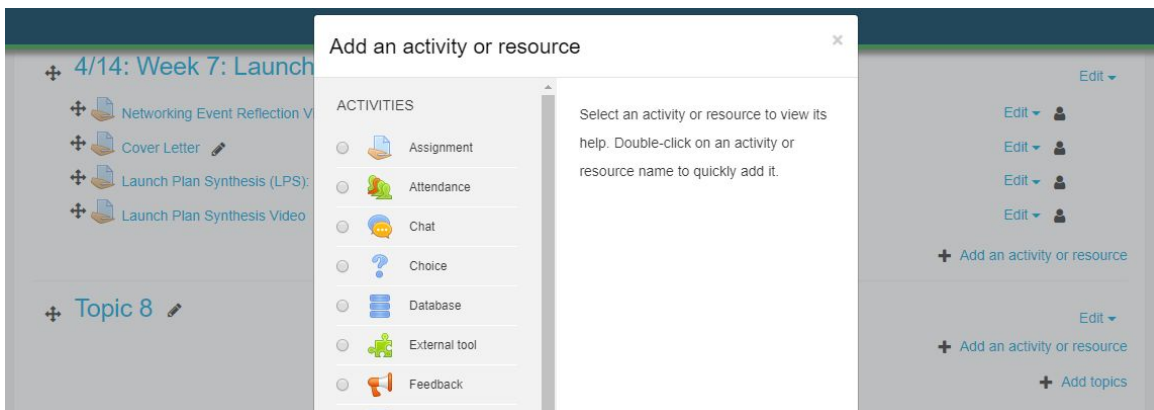 Add an activity or resource
×
4/14: Week 7: Launch
Edit
Networking Event Reflection
Edit
Cover Letter
Edit
Launch Plan Synthesis (LPS):
Edit
Launch Plan Synthesis Video
Edit
Add an activity or resource
Topic 8
Edit
Add an activity or resource
Add topics
ACTIVITIES
Assignment
Attendance
Chat
Choice
Database
External tool
Feedback
Select an activity or resource to view its
help. Double-click on an activity or
resource name to quickly add it.